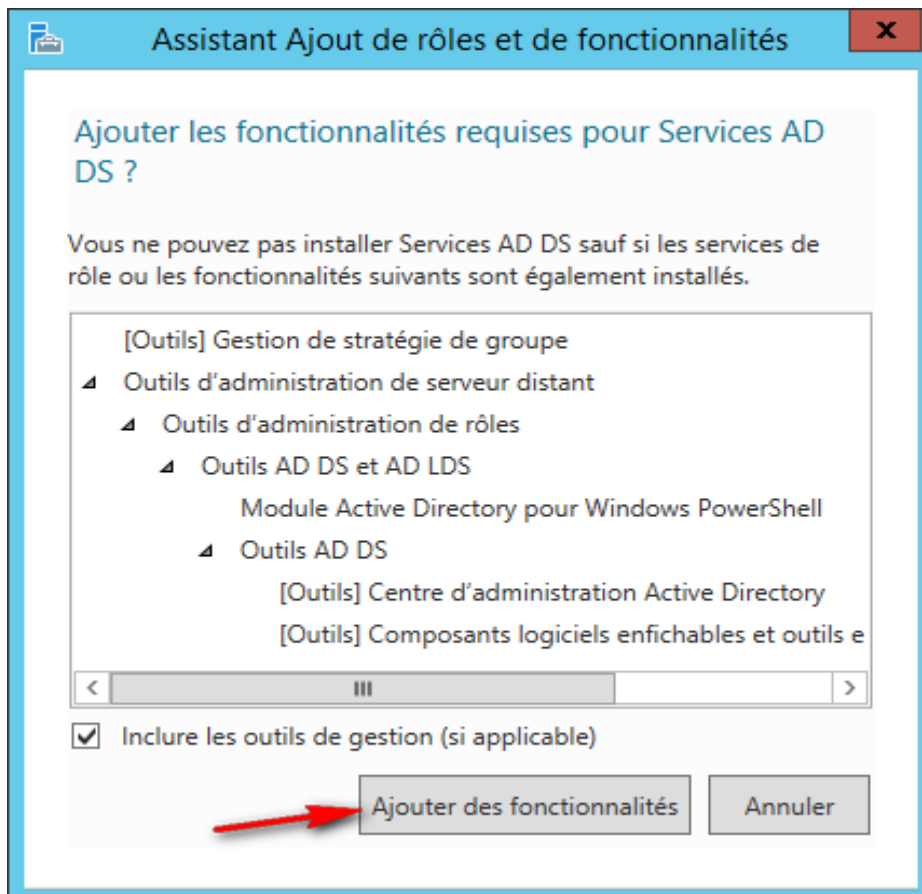 Assistant Ajout de rôles et de fonctionnalités
x
Ajouter les fonctionnalités requises pour Services AD
DS ?
Vous ne pouvez pas installer Services AD DS sauf si les services de
rôle ou les fonctionnalités suivants sont également installés.
[Outils] Gestion de stratégie de groupe
Outils d'administration de serveur distant
Outils d'administration de rôles
Outils AD DS et AD LDS
Module Active Directory pour Windows PowerShell
Outils AD DS
[Outils] Centre d'administration Active Directory
[Outils] Composants logiciels enfichables et outils e
Inclure les outils de gestion (si applicable)
Ajouter des fonctionnalités
Annuler